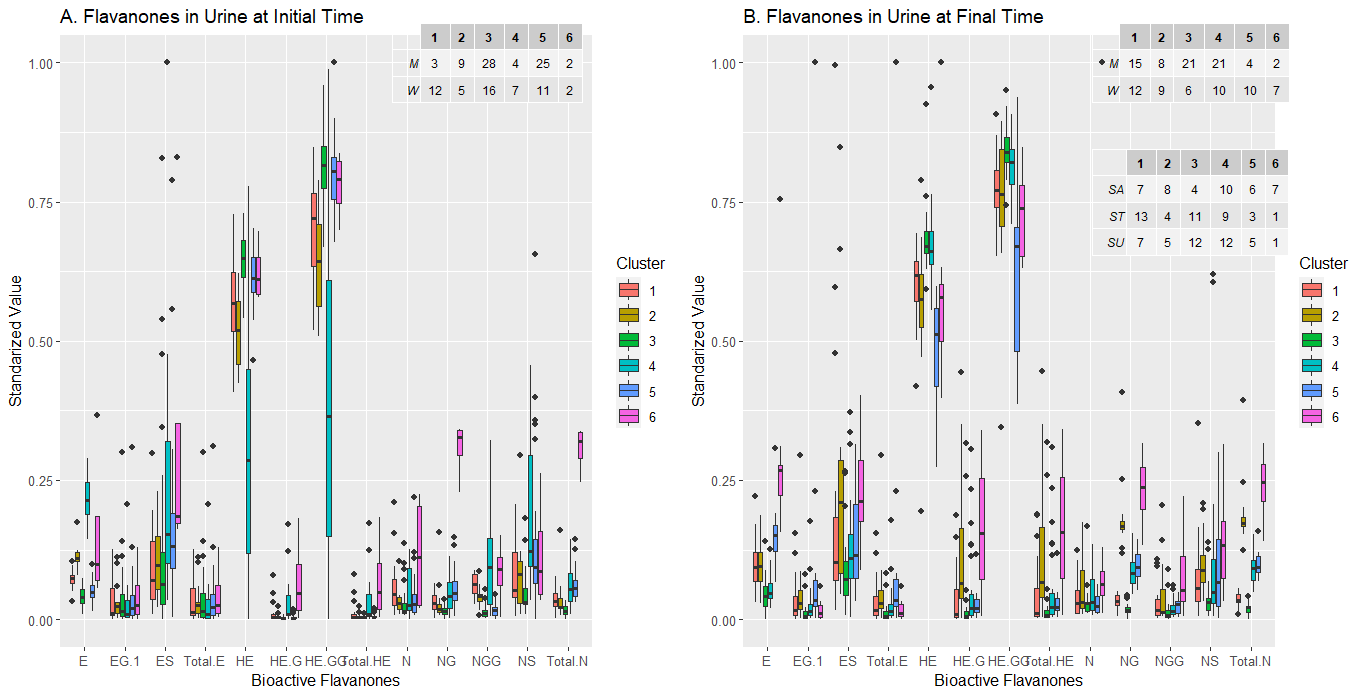 A. Flavanones in Urine at Initial Time
1 2 3 4 5 6
M 3 9 28 4 25 2
W 12 5 16 7 11 2
1.00
0.75
0.50
0.25
0.00
Standarized Value
E EG.1 ES Total.E HE HE.G HE.GG Total.HE N NG NGG NS Total.N
Bioactive Flavanones
Cluster
1
2
3
4
5
6
B. Flavanones in Urine at Final Time
1 2 3 4 5 6
M 15 8 21 21 4 2
W 12 9 6 10 10 7
1 2 3 4 5 6
SA 7 8 4 10 6 7
ST 13 4 11 9 3 1
SU 7 5 12 12 5 1
1.00
0.75
0.50
0.25
0.00
Standarized Value
E EG.1 ES Total.E HE HE.G HE.GG Total.HE N NG NGG NS Total.N
Bioactive Flavanones
Cluster
1
2
3
4
5
6